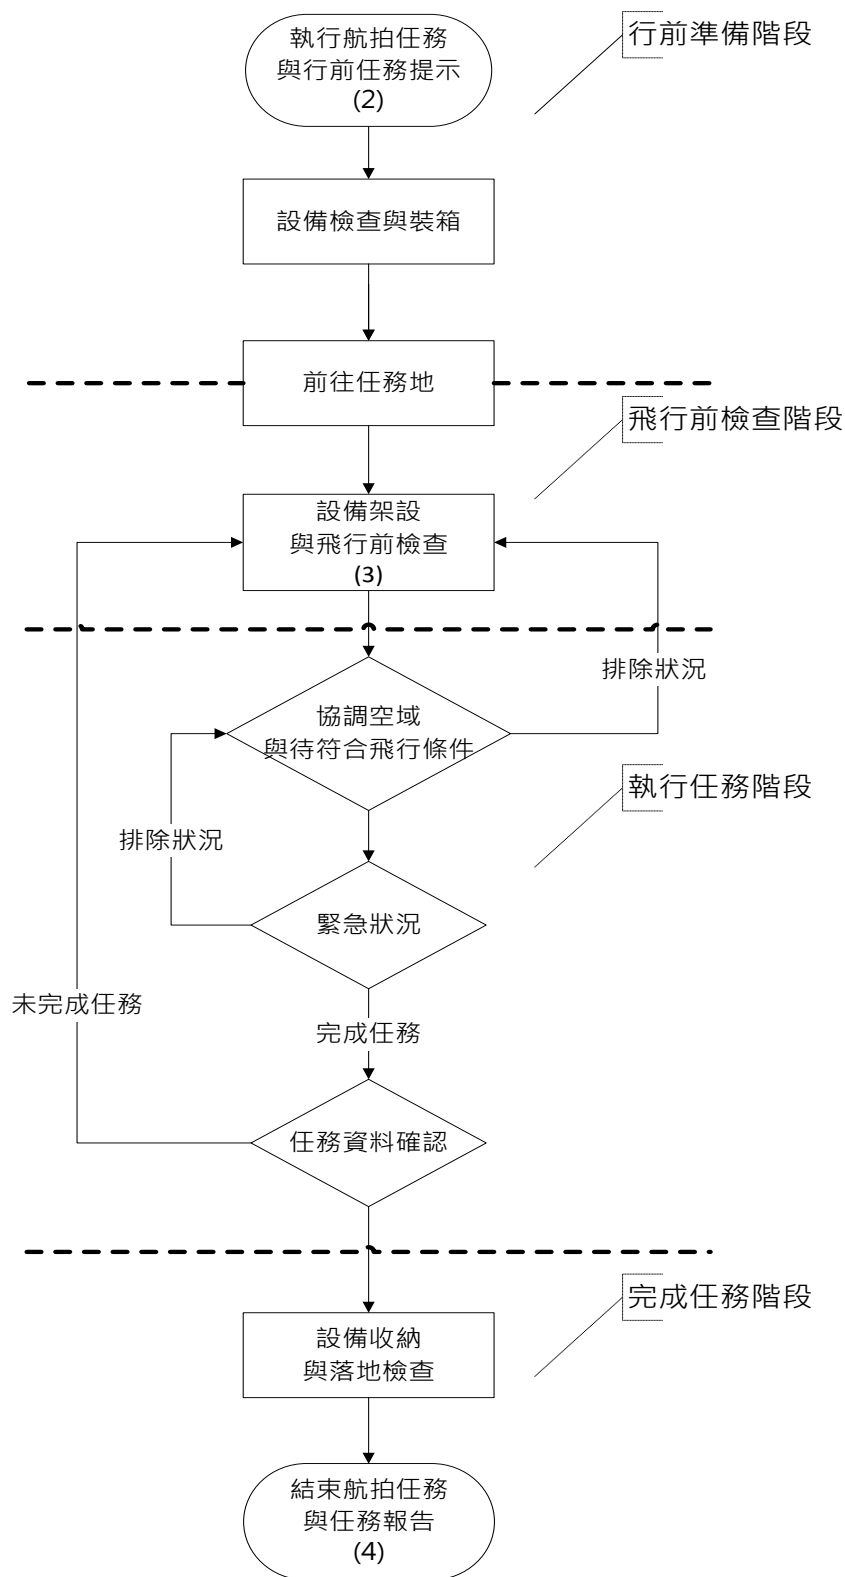 執行航拍任務
與行前任務提示
(2)
行前準備階段
設備檢查與裝箱
前往任務地
飛行前檢查階段
設備架設
與飛行前檢查
(3)
排除狀況
協調空域
與待符合飛行條件
執行任務階段
排除狀況
緊急狀況
未完成任務
完成任務
任務資料確認
完成任務階段
設備收納
與落地檢查
結束航拍任務
與任務報告
(4)